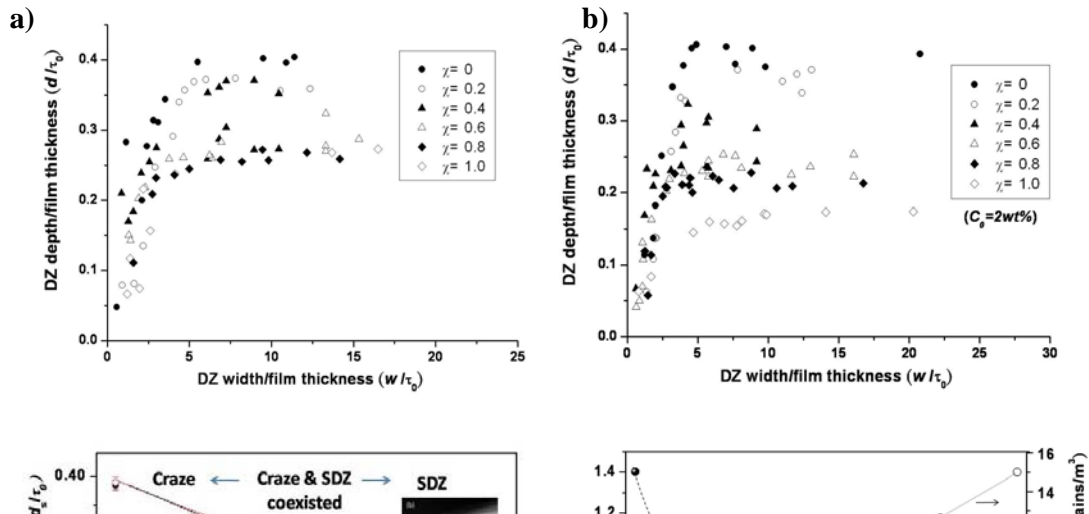 a)
0.4
0.3
0.2
0.1
0.0
0
5
10
15
20
25
DZ depth/film thickness (d/τ₀)
DZ width/film thickness (w/τ₀)
χ= 0
χ= 0.2
χ= 0.4
χ= 0.6
χ= 0.8
χ= 1.0
b)
0.4
0.3
0.2
0.1
0.0
0
5
10
15
20
25
30
DZ depth/film thickness (d/τ₀)
DZ width/film thickness (w/τ₀)
χ= 0
χ= 0.2
χ= 0.4
χ= 0.6
χ= 0.8
χ= 1.0
(C₀=2wt%)
0.40
Craze ← Craze & SDZ → SDZ
coexisted
1.4
1.2
16
14